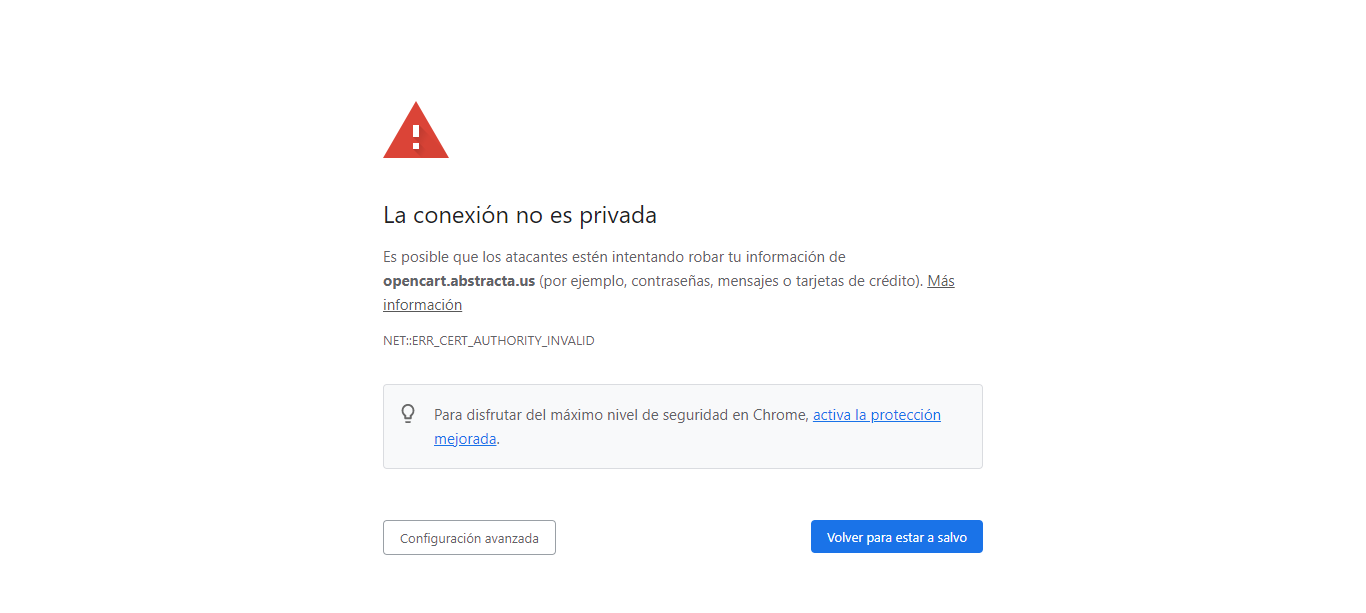 La conexión no es privada
Es posible que los atacantes estén intentando robar tu información de
opencart.abstracta.us (por ejemplo, contraseñas, mensajes o tarjetas de crédito). Más
información
NET::ERR_CERT_AUTHORITY_INVALID
Para disfrutar del máximo nivel de seguridad en Chrome, activa la protección
mejorada.
Configuración avanzada
Volver para estar a salvo